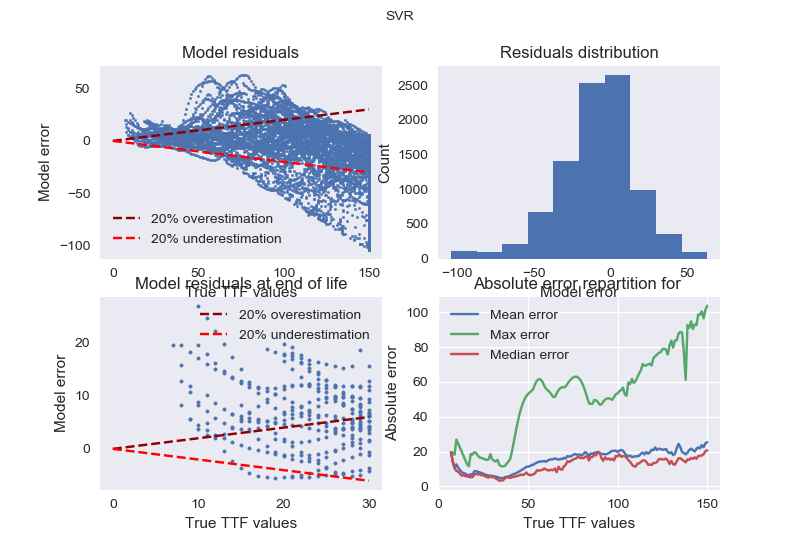 SVR
Model residuals
Model error
50
0
−50
−100
0
50
100
150
20% overestimation
20% underestimation
True TTF values
Residuals distribution
Count
2500
2000
1500
1000
500
0
−100
−50
0
50
Model error
Model residuals at end of life
Model error
20
10
0
0
10
20
30
20% overestimation
20% underestimation
True TTF values
Absolute error repartition for
Absolute error
100
80
60
40
20
0
0
50
100
150
Mean error
Max error
Median error
True TTF values